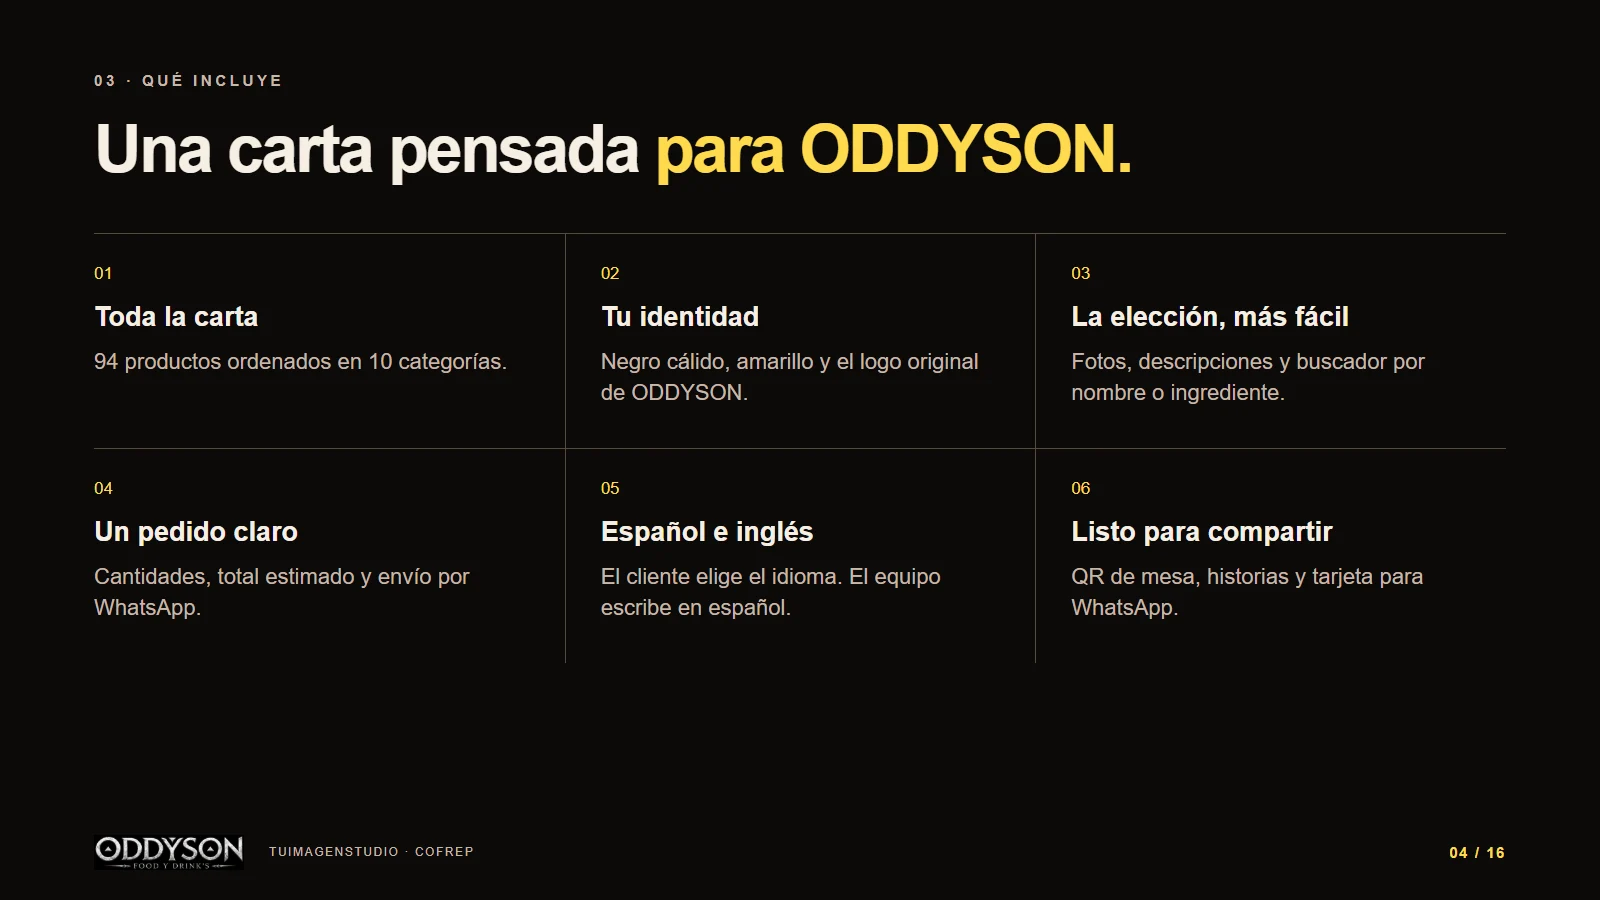 03 · QUÉ INCLUYE
Una carta pensada para ODDYSON.
01
Toda la carta
94 productos ordenados en 10 categorías.
02
Tu identidad
Negro cálido, amarillo y el logo original
de ODDYSON.
03
La elección, más fácil
Fotos, descripciones y buscador por
nombre o ingrediente.
04
Un pedido claro
Cantidades, total estimado y envío por
WhatsApp.
05
Español e inglés
El cliente elige el idioma. El equipo
escribe en español.
06
Listo para compartir
QR de mesa, historias y tarjeta para
WhatsApp.
ODDYSON
FOOD Y DRINK'S
TUIMAGENSTUDIO · COFREP
04 / 16